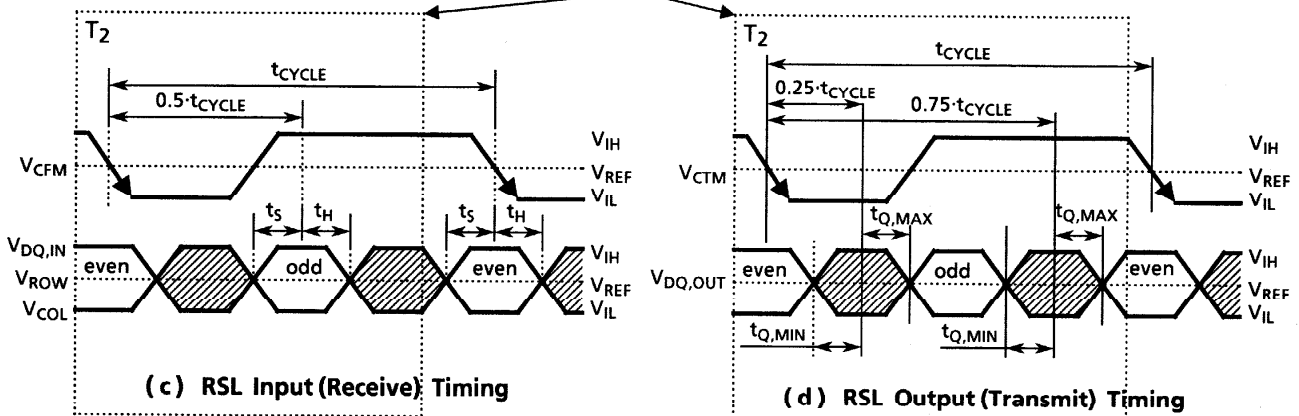 T2
tCYCLE
0.5·tCYCLE
VCFM
VIH
VREF
VIL
tS
tH
tS
tH
VDQ,IN
VROW
VCOL
even
odd
even
VIH
VREF
VIL
(c) RSL Input (Receive) Timing
T2
tCYCLE
0.25·tCYCLE
0.75·tCYCLE
VCTM
VIH
VREF
VIL
tQ,MAX
tQ,MAX
VDQ,OUT
even
odd
even
VIH
VREF
VIL
tQ,MIN
tQ,MIN
(d) RSL Output (Transmit) Timing